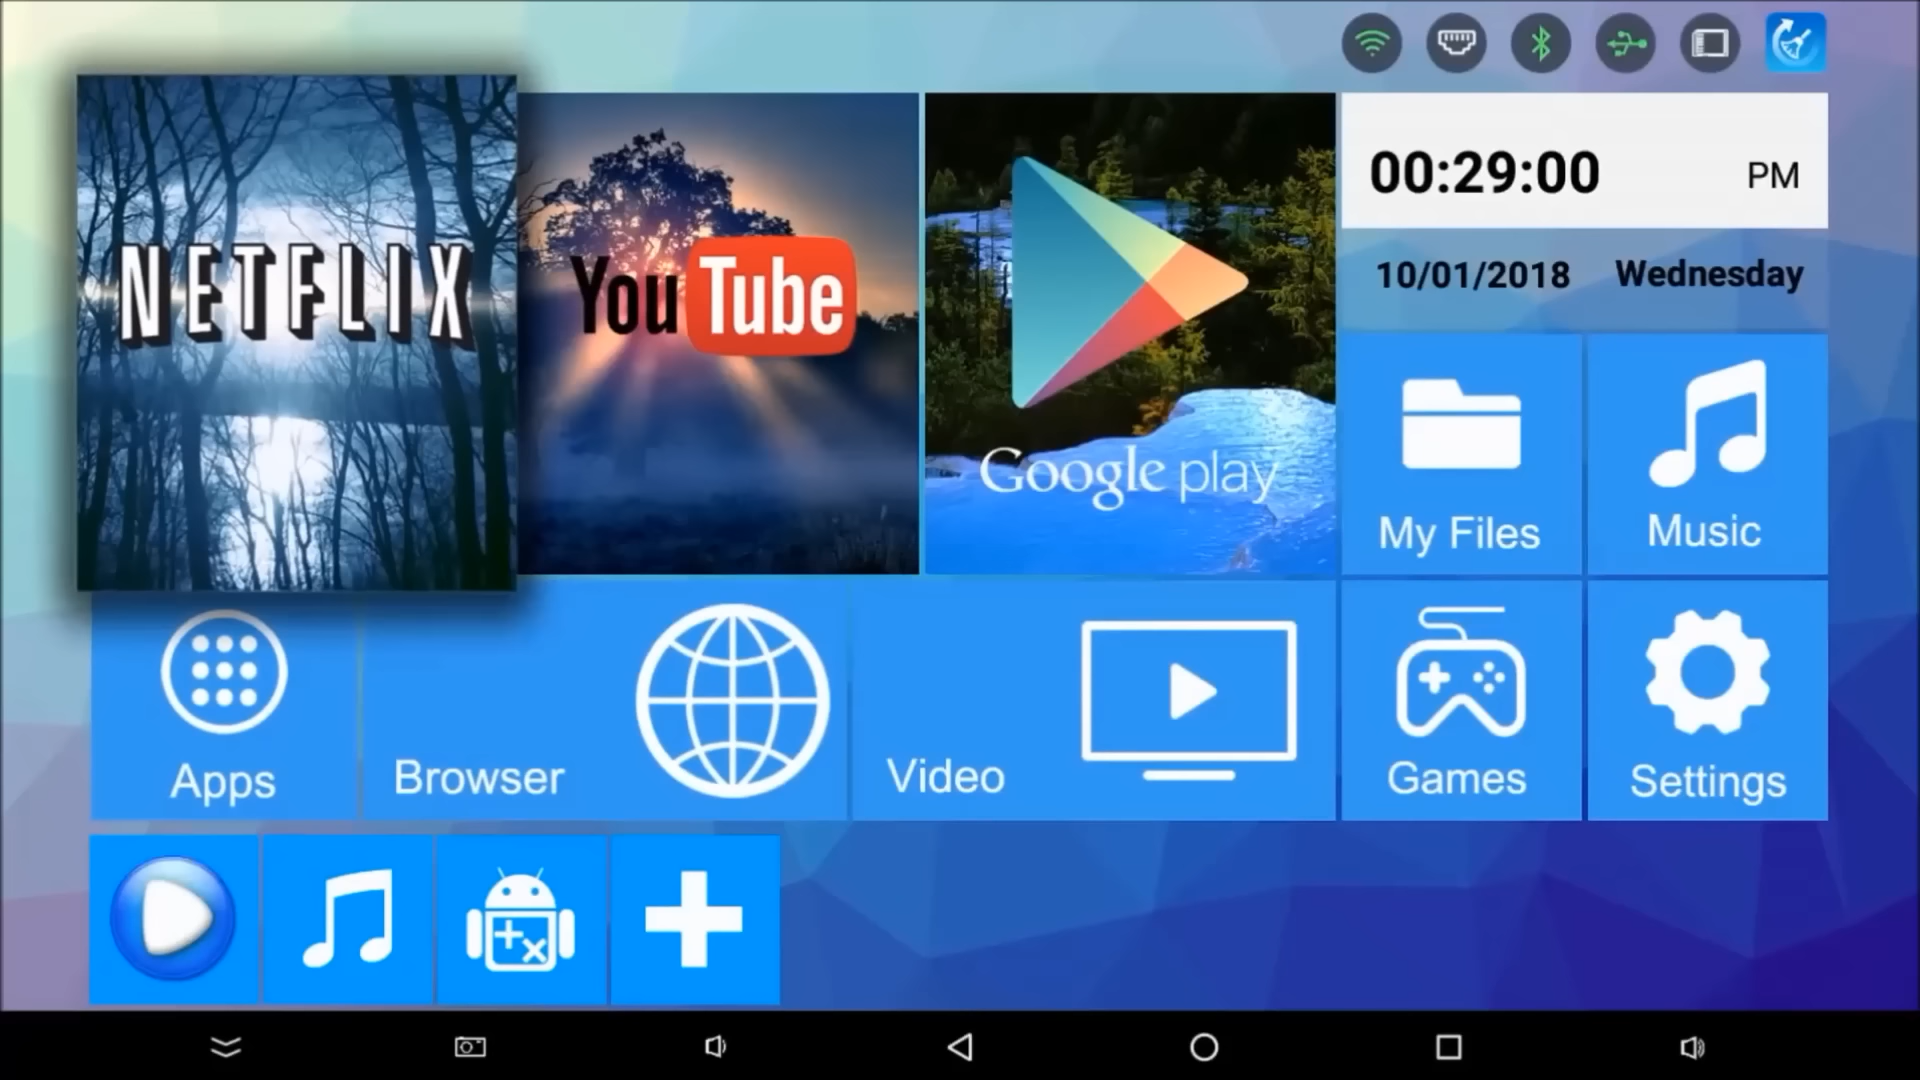 00:29:00 PM
10/01/2018 Wednesday
NETFLIX
YouTube
Google play
My Files
Music
Apps
Browser
Video
Games
Settings